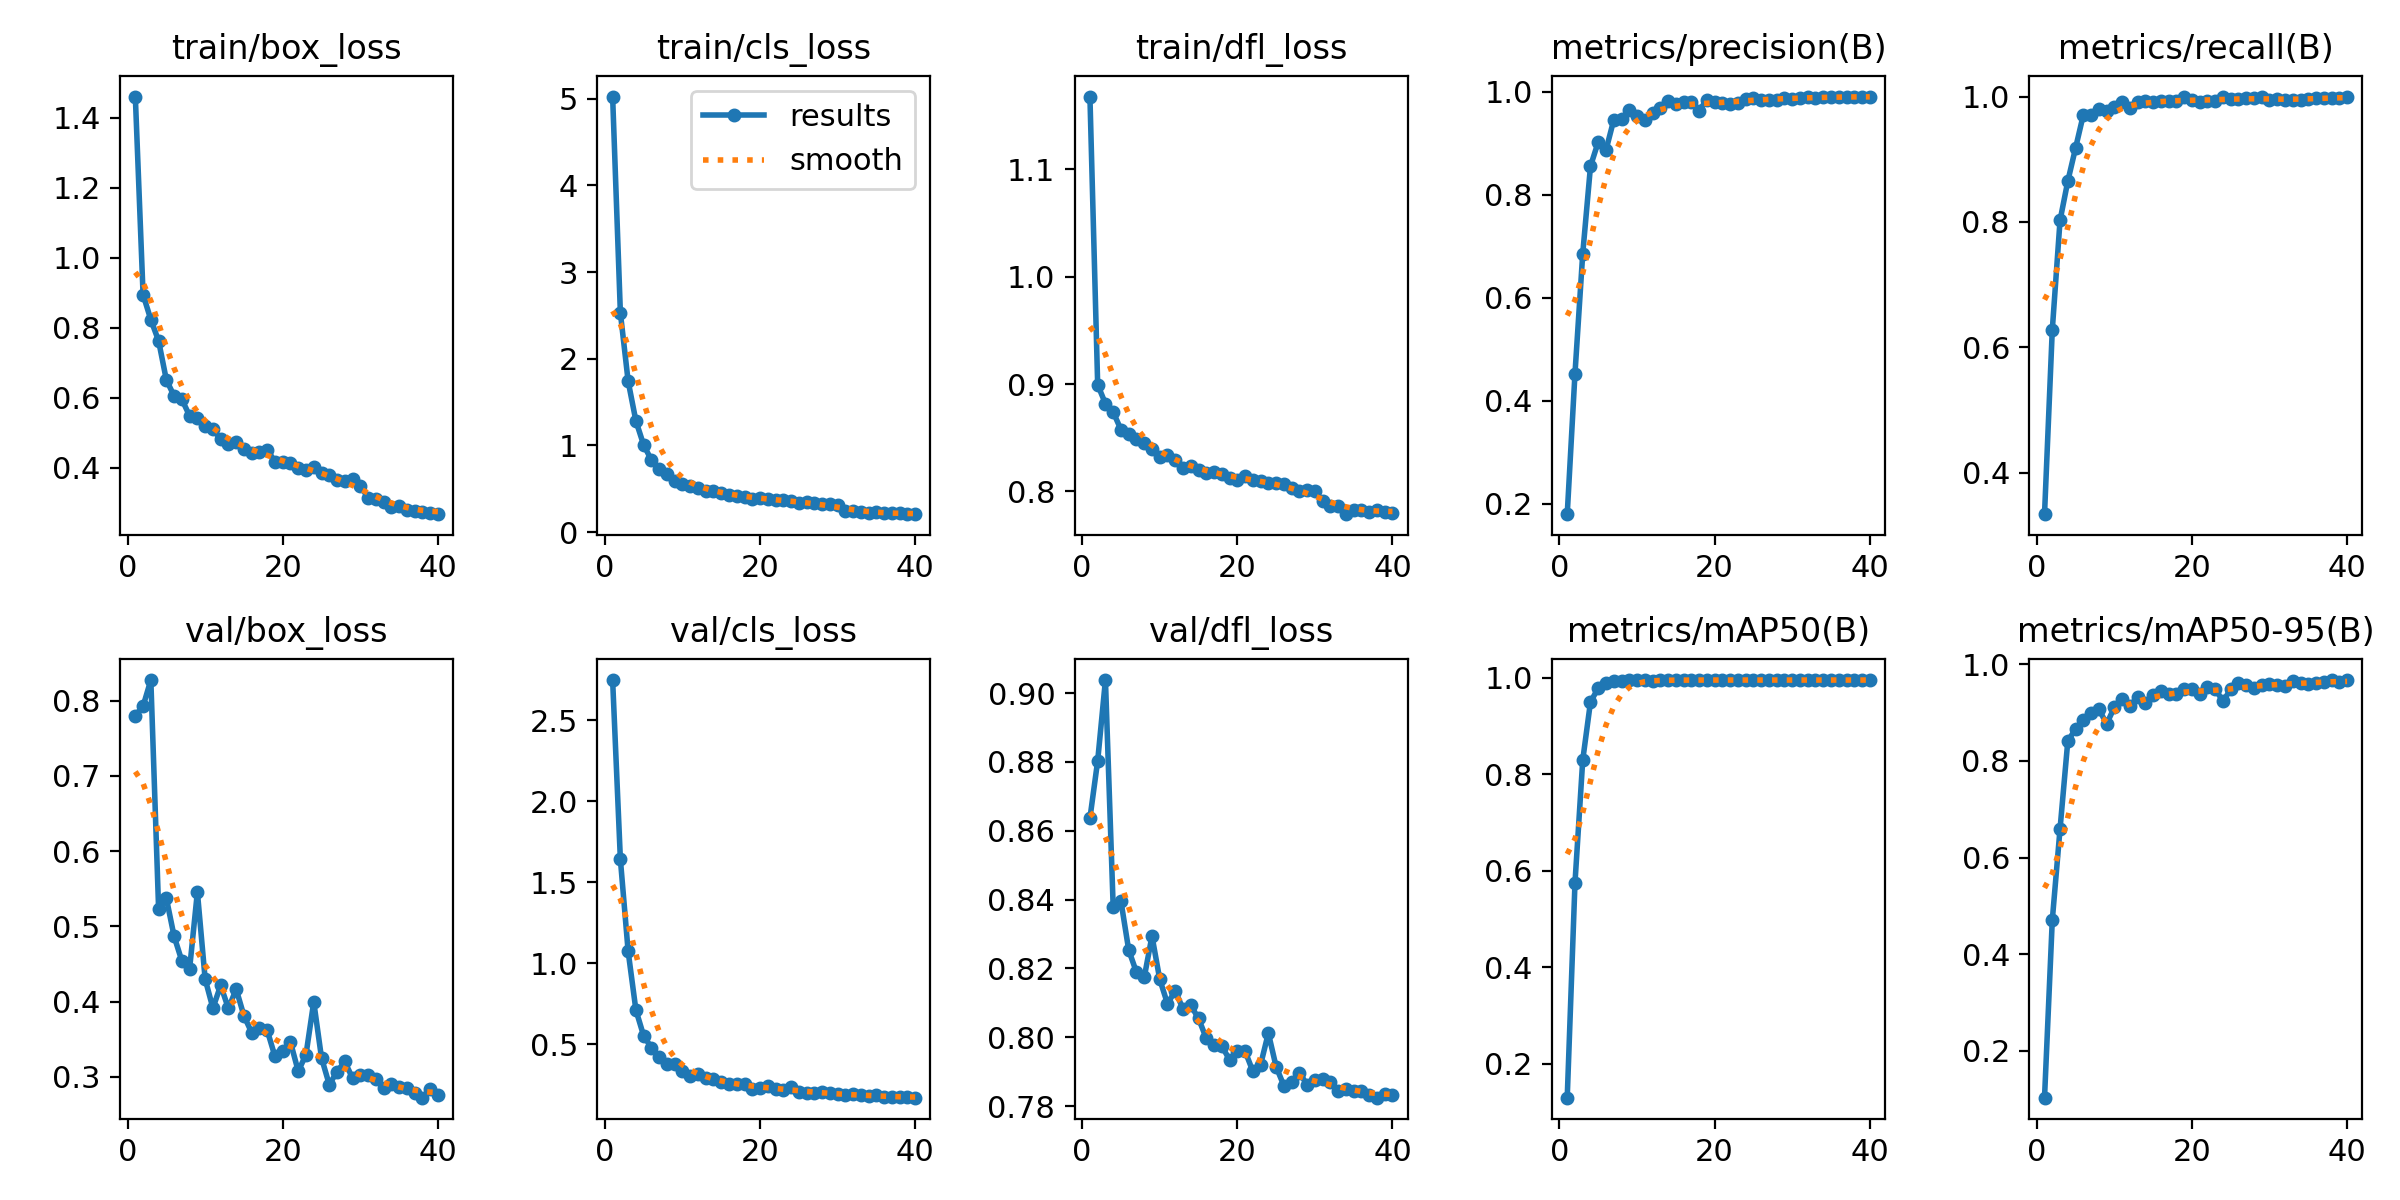 train/box_loss
1.4
1.2
1.0
0.8
0.6
0.4
0 20 40
train/cls_loss
results
smooth
5
4
3
2
1
0
0 20 40
train/dfl_loss
1.1
1.0
0.9
0.8
0 20 40
metrics/precision(B)
1.0
0.8
0.6
0.4
0.2
0 20 40
metrics/recall(B)
1.0
0.8
0.6
0.4
0 20 40
val/box_loss
0.8
0.7
0.6
0.5
0.4
0.3
0 20 40
val/cls_loss
2.5
2.0
1.5
1.0
0.5
0 20 40
val/dfl_loss
0.90
0.88
0.86
0.84
0.82
0.80
0.78
0 20 40
metrics/mAP50(B)
1.0
0.8
0.6
0.4
0.2
0 20 40
metrics/mAP50-95(B)
1.0
0.8
0.6
0.4
0.2
0 20 40